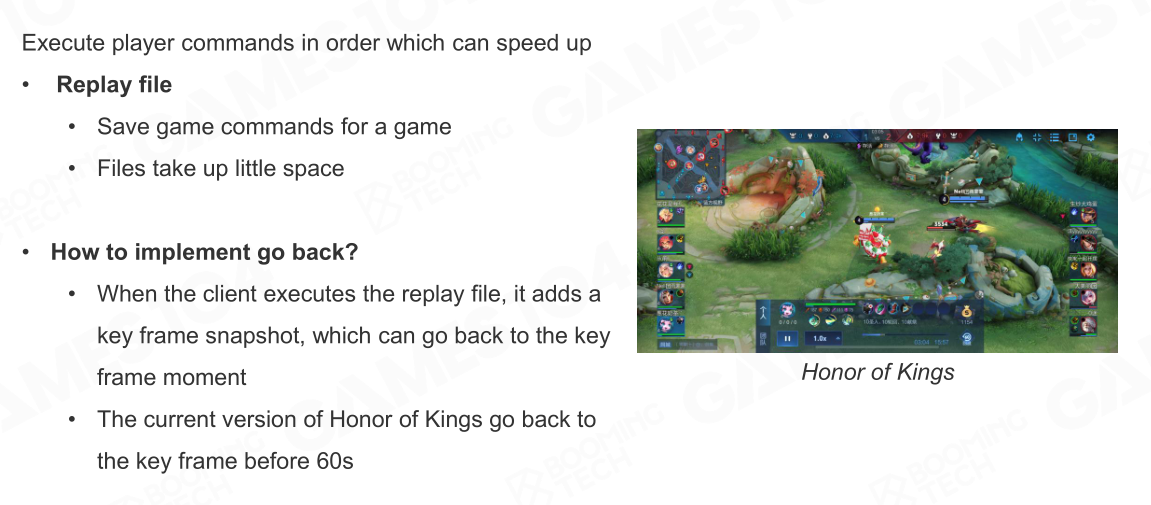 Execute player commands in order which can speed up
• Replay file
• Save game commands for a game
• Files take up little space
• How to implement go back?
• When the client executes the replay file, it adds a
key frame snapshot, which can go back to the key
frame moment
• The current version of Honor of Kings go back to
the key frame before 60s
1.0x
Honor of Kings
GAMES104
BOOMING
TECH